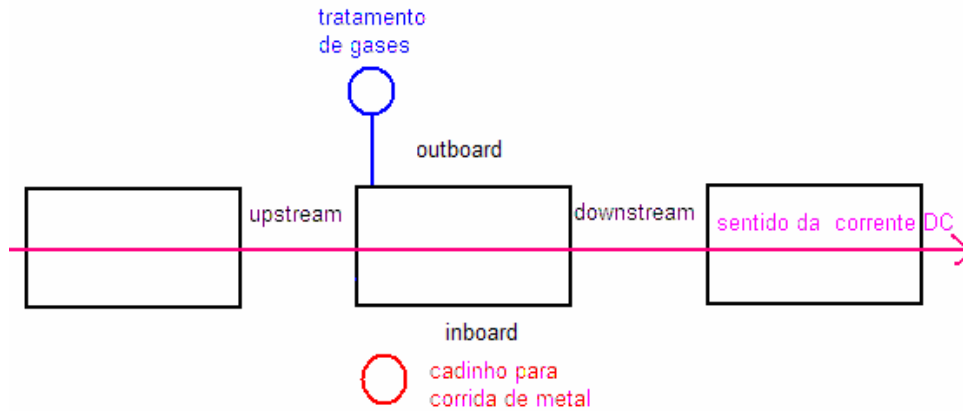 tratamento
de gases
outboard
upstream
downstream
sentido da corrente DC
inboard
cadinho para
corrida de metal